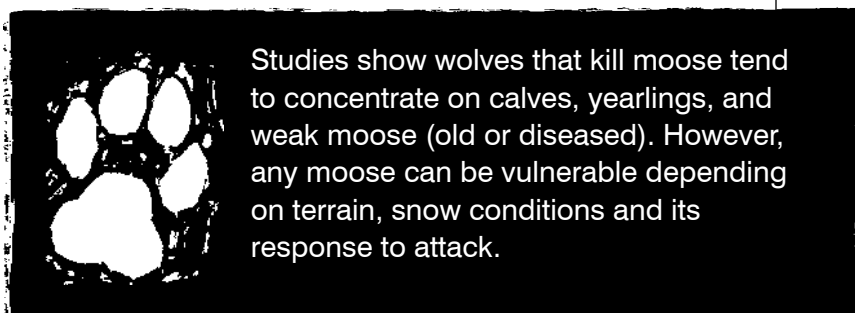 Studies show wolves that kill moose tend
to concentrate on calves, yearlings, and
weak moose (old or diseased). However,
any moose can be vulnerable depending
on terrain, snow conditions and its
response to attack.